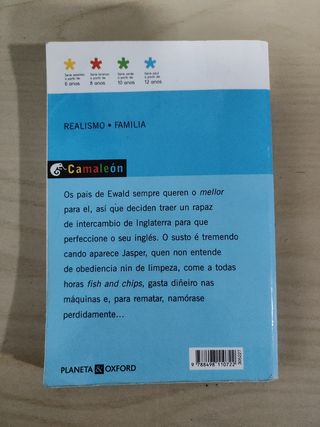 Serie amarela
a partir de
6 anos
Serie branca
a partir de
8 anos
Serie verde
a partir de
10 anos
Serie azul
a partir de
12 anos
REALISMO • FAMILIA
Camaleón
Os pais de Ewald sempre queren o mellor
para el, así que deciden traer un rapaz
de intercambio de Inglaterra para que
perfeccione o seu inglés. O susto é tremendo
cando aparece Jasper, quen non entende
de obediencia nin de limpeza, come a todas
horas fish and chips, gasta diñeiro nas
máquinas e, para rematar, namórase
perdidamente...
PLANETA & OXFORD
9 788498 110722